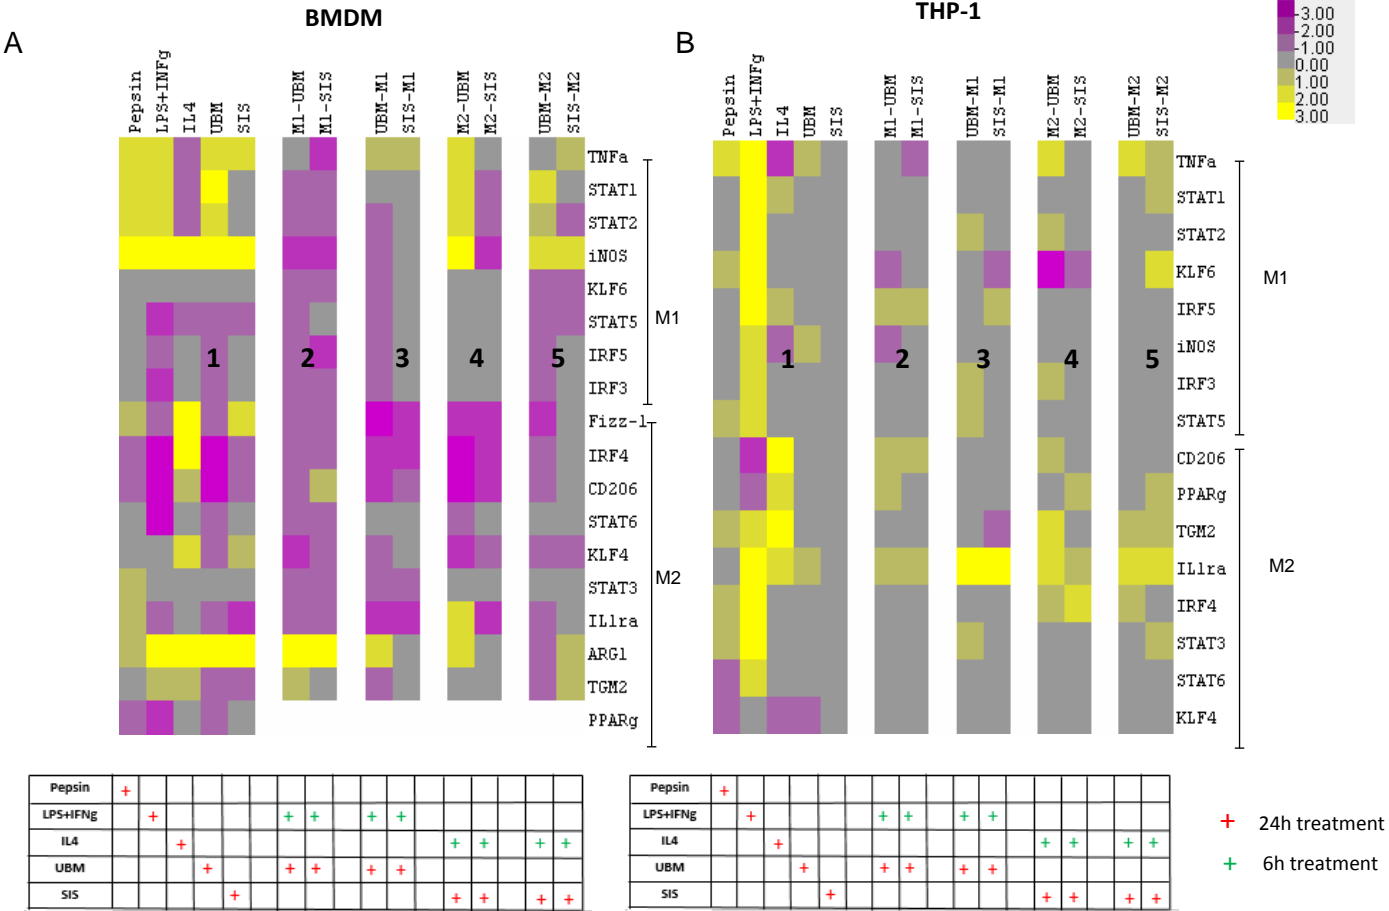 BMDM
THP-1
A
B
-3.00
-2.00
-1.00
0.00
1.00
2.00
3.00
Pepsin
LPS+INFg
IL4
UBM
SIS
M1-UBM
M1-SIS
UBM-M1
SIS-M1
M2-UBM
M2-SIS
UBM-M2
SIS-M2
TNFa
STAT1
STAT2
iNOS
KLF6
STAT5
IRF5
IRF3
Fizz-1
IRF4
CD206
STAT6
KLF4
STAT3
IL1ra
ARG1
TGM2
PPARg
1
2
3
4
5
M1
M2
Pepsin
LPS+INFg
IL4
UBM
SIS
M1-UBM
M1-SIS
UBM-M1
SIS-M1
M2-UBM
M2-SIS
UBM-M2
SIS-M2
TNFa
STAT1
STAT2
KLF6
IRF5
iNOS
IRF3
STAT5
CD206
PPARg
TGM2
IL1ra
IRF4
STAT3
STAT6
KLF4
1
2
3
4
5
M1
M2
Pepsin +
LPS+IFNg + + + + +
IL4 + + + + +
UBM + + + + +
SIS + + + + +
Pepsin +
LPS+IFNg + + + + +
IL4 + + + + +
UBM + + + + +
SIS + + + + +
+ 24h treatment
+ 6h treatment